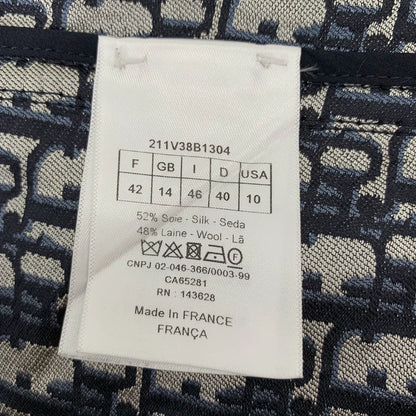 211V38B1304
F GB I D USA
42 14 46 40 10
52% Soie - Silk - Seda
48% Laine - Wool - Lã
CNPJ 02-046-366/0003-99
CA65281
RN : 143628
Made In FRANCE
FRANÇA